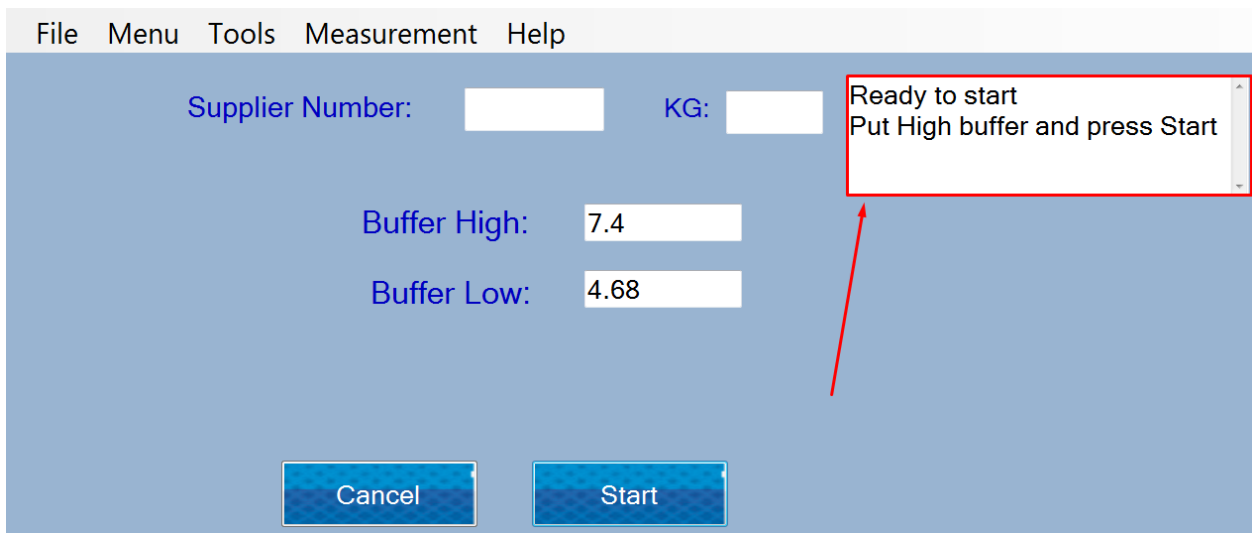 File Menu Tools Measurement Help
Supplier Number:
KG:
Ready to start
Put High buffer and press Start
Buffer High: 7.4
Buffer Low: 4.68
Cancel
Start